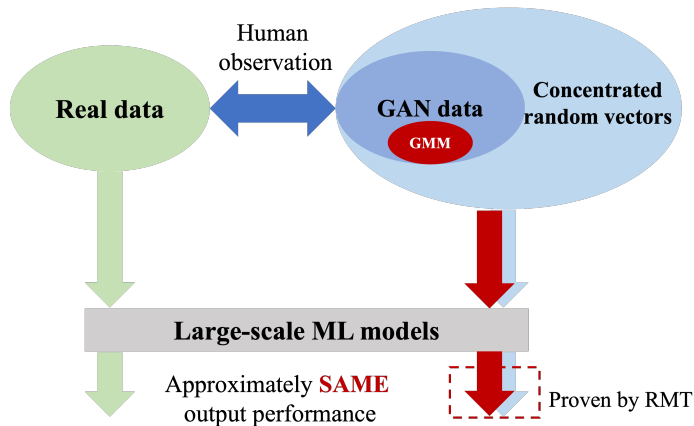 Human
observation
Real data
GAN data
GMM
Concentrated
random vectors
Large-scale ML models
Approximately SAME
output performance
Proven by RMT